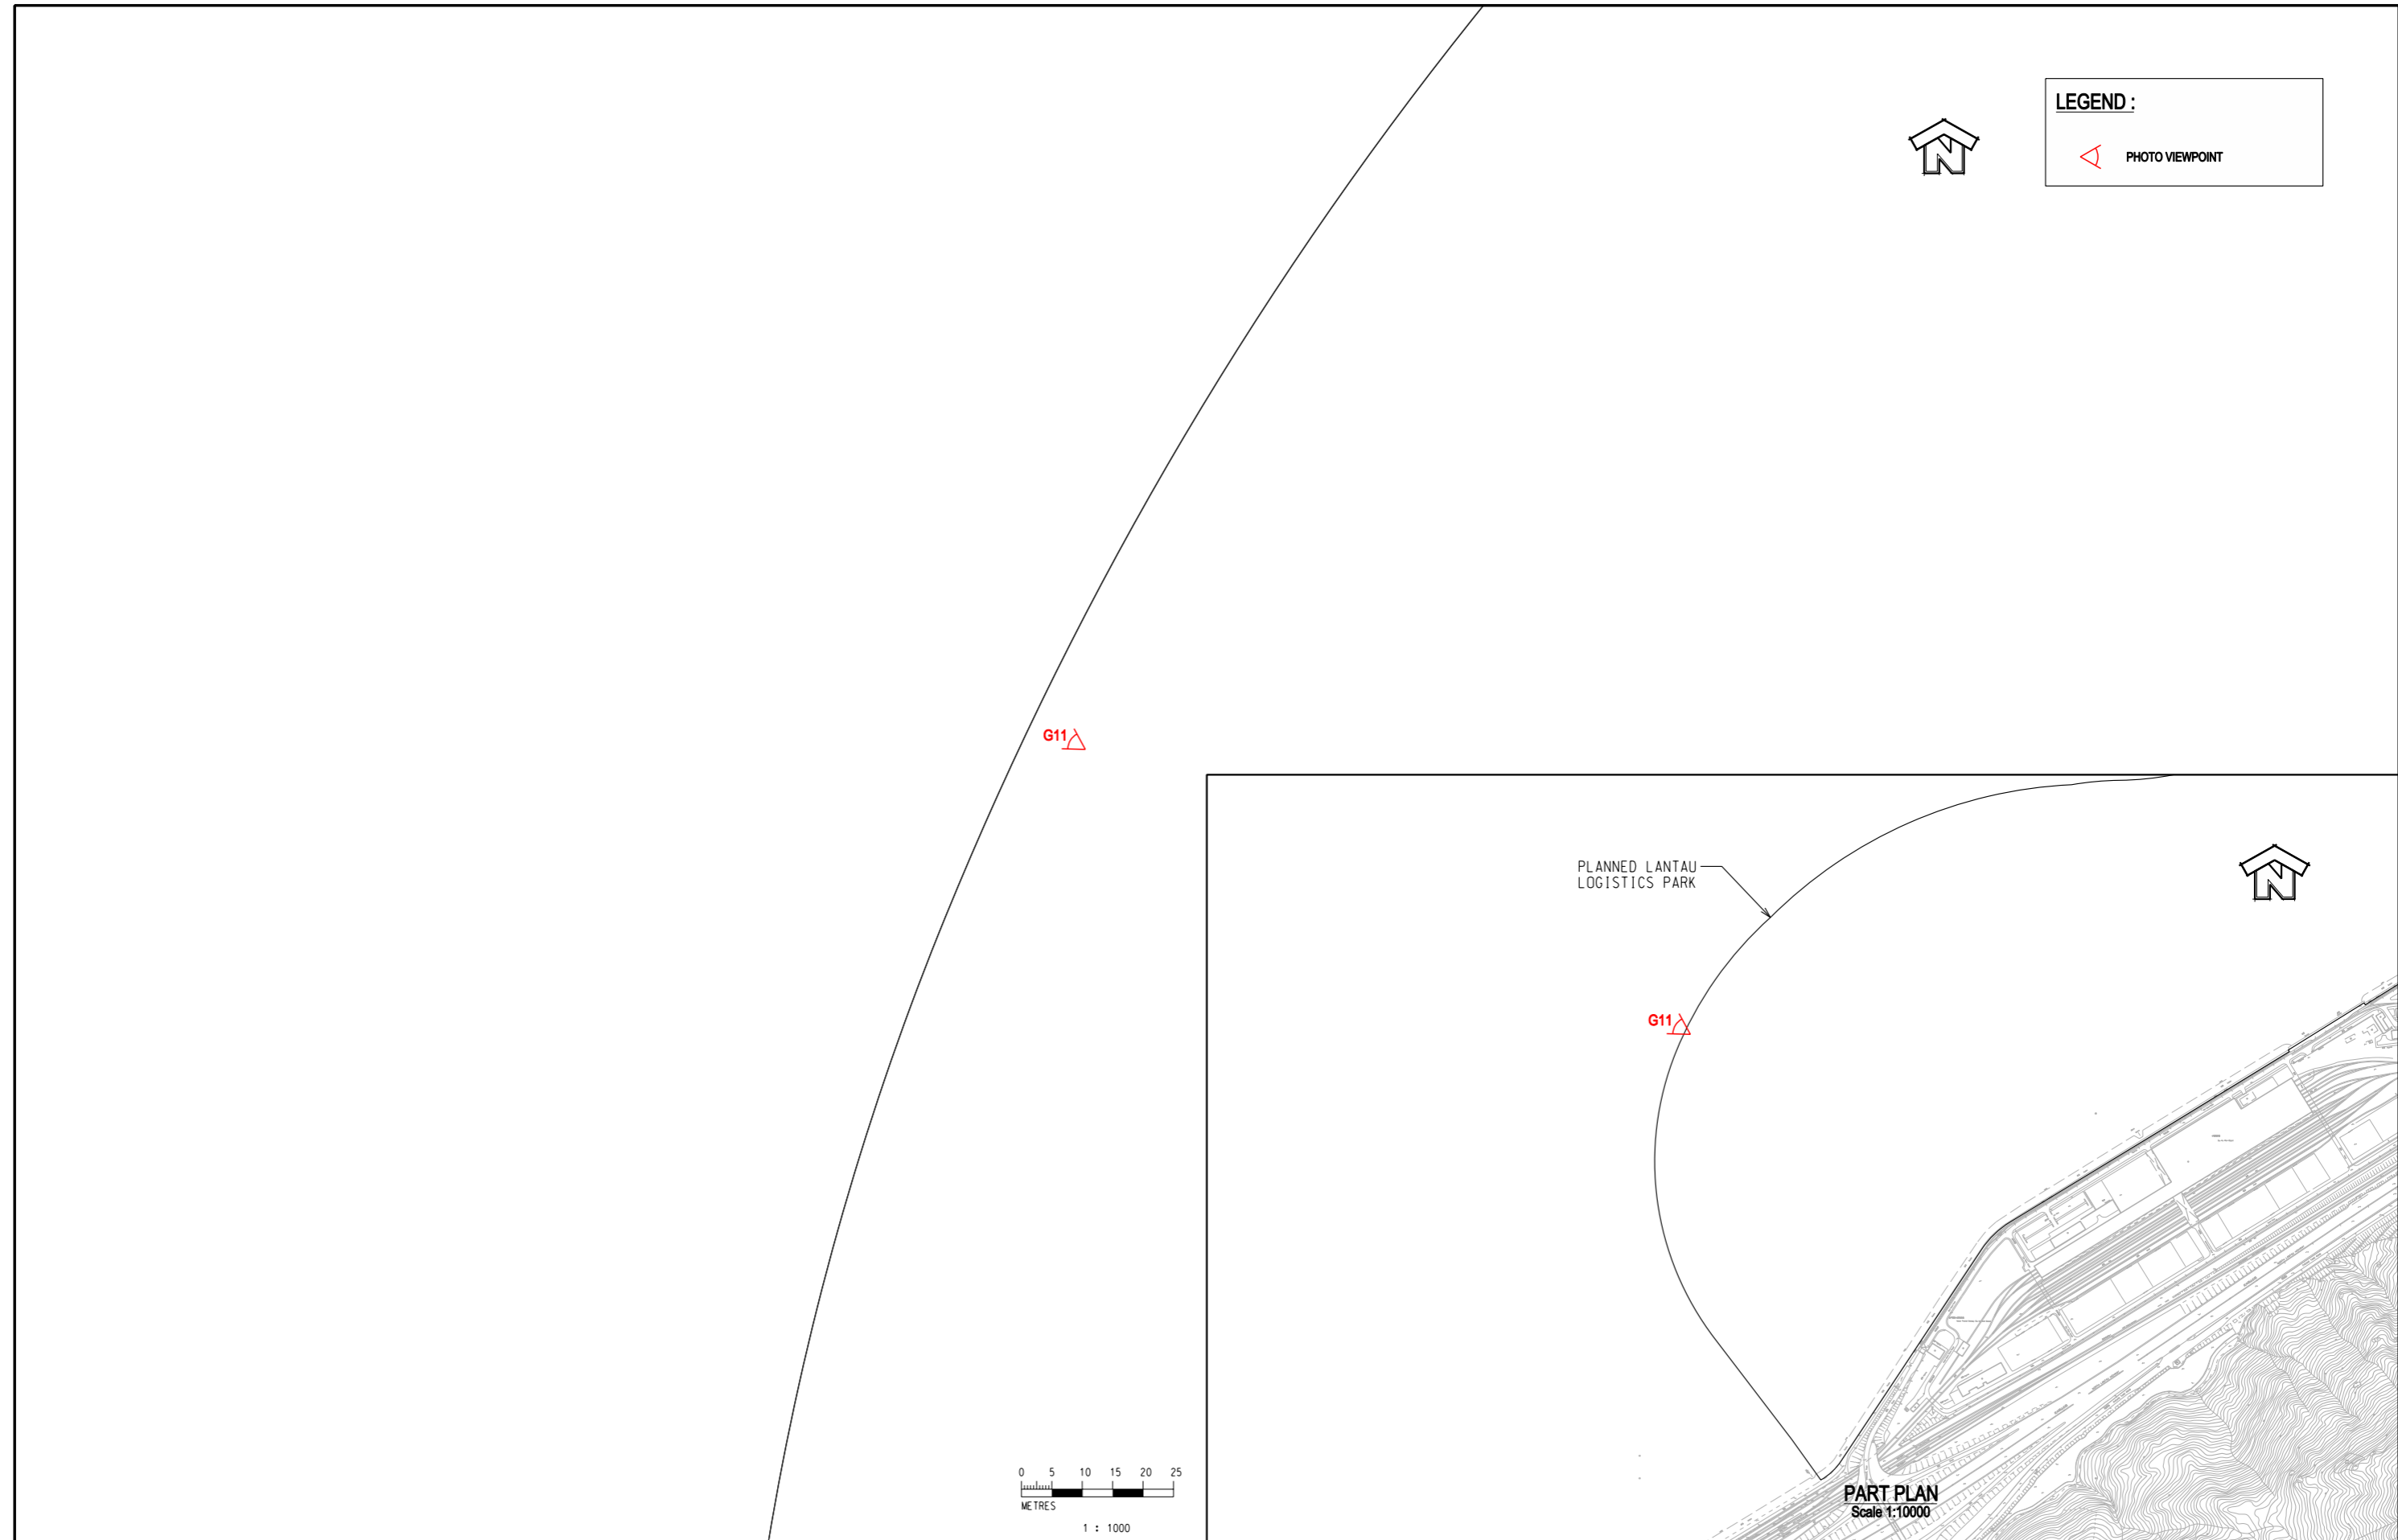 LEGEND :
N
PHOTO VIEWPOINT
G11
PLANNED LANTAU
LOGISTICS PARK
N
G11
0 5 10 15 20 25
METRES
1 : 1000
PART PLAN
Scale 1:10000